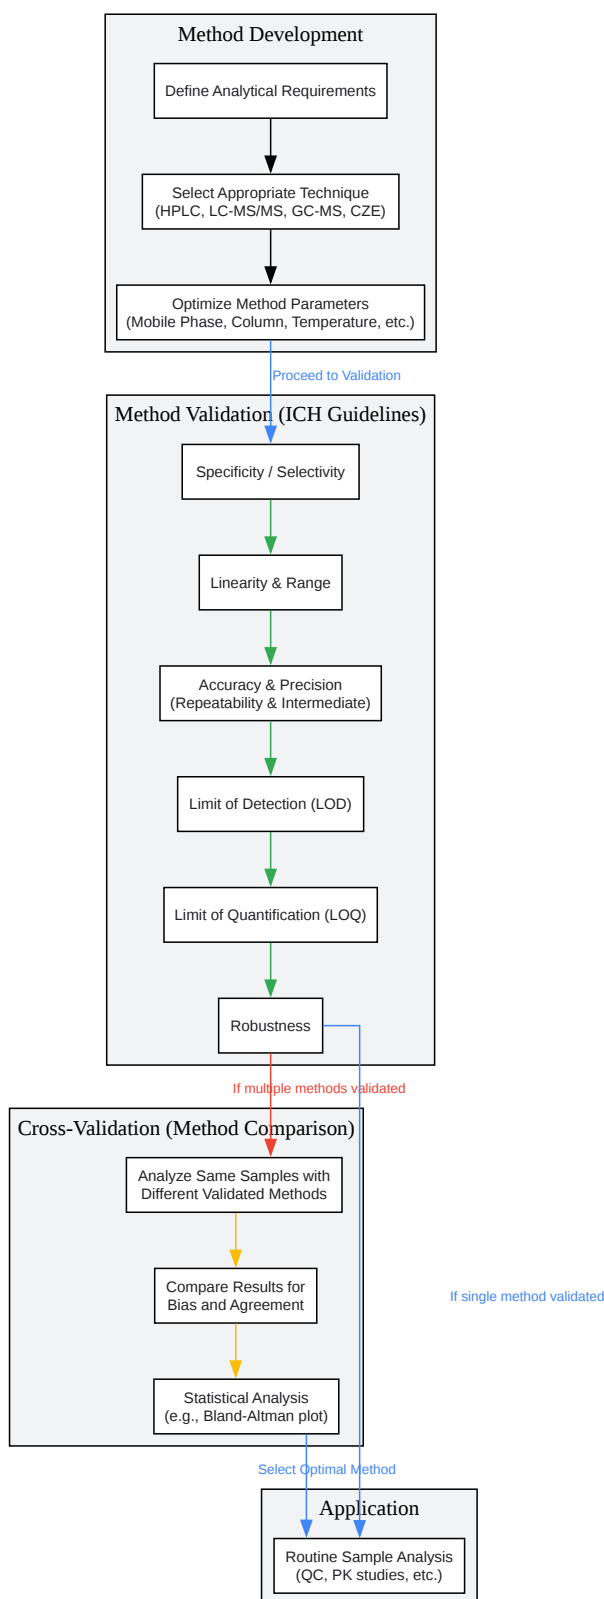 Method Development
Define Analytical Requirements
Select Appropriate Technique
(HPLC, LC-MS/MS, GC-MS, CZE)
Optimize Method Parameters
(Mobile Phase, Column, Temperature, etc.)
Proceed to Validation
Method Validation (ICH Guidelines)
Specificity / Selectivity
Linearity & Range
Accuracy & Precision
(Repeatability & Intermediate)
Limit of Detection (LOD)
Limit of Quantification (LOQ)
Robustness
If multiple methods validated
Cross-Validation (Method Comparison)
Analyze Same Samples with
Different Validated Methods
Compare Results for
Bias and Agreement
If single method validated
Statistical Analysis
(e.g., Bland-Altman plot)
Select Optimal Method
Application
Routine Sample Analysis
(QC, PK studies, etc.)